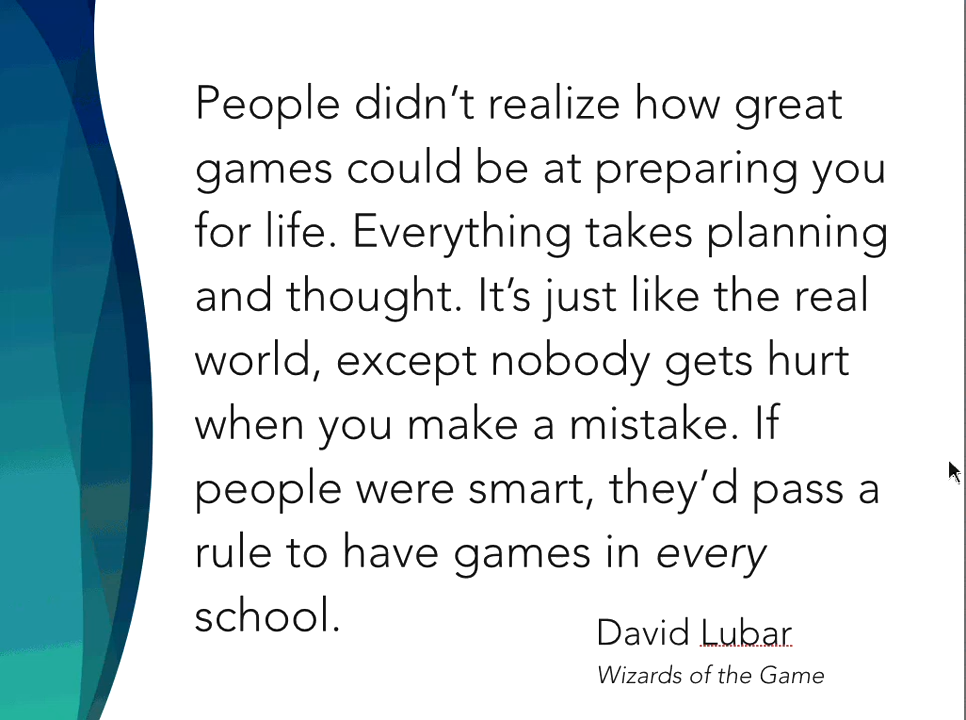 People didn’t realize how great
games could be at preparing you
for life. Everything takes planning
and thought. It’s just like the real
world, except nobody gets hurt
when you make a mistake. If
people were smart, they’d pass a
rule to have games in every
school.
David Lubar
Wizards of the Game